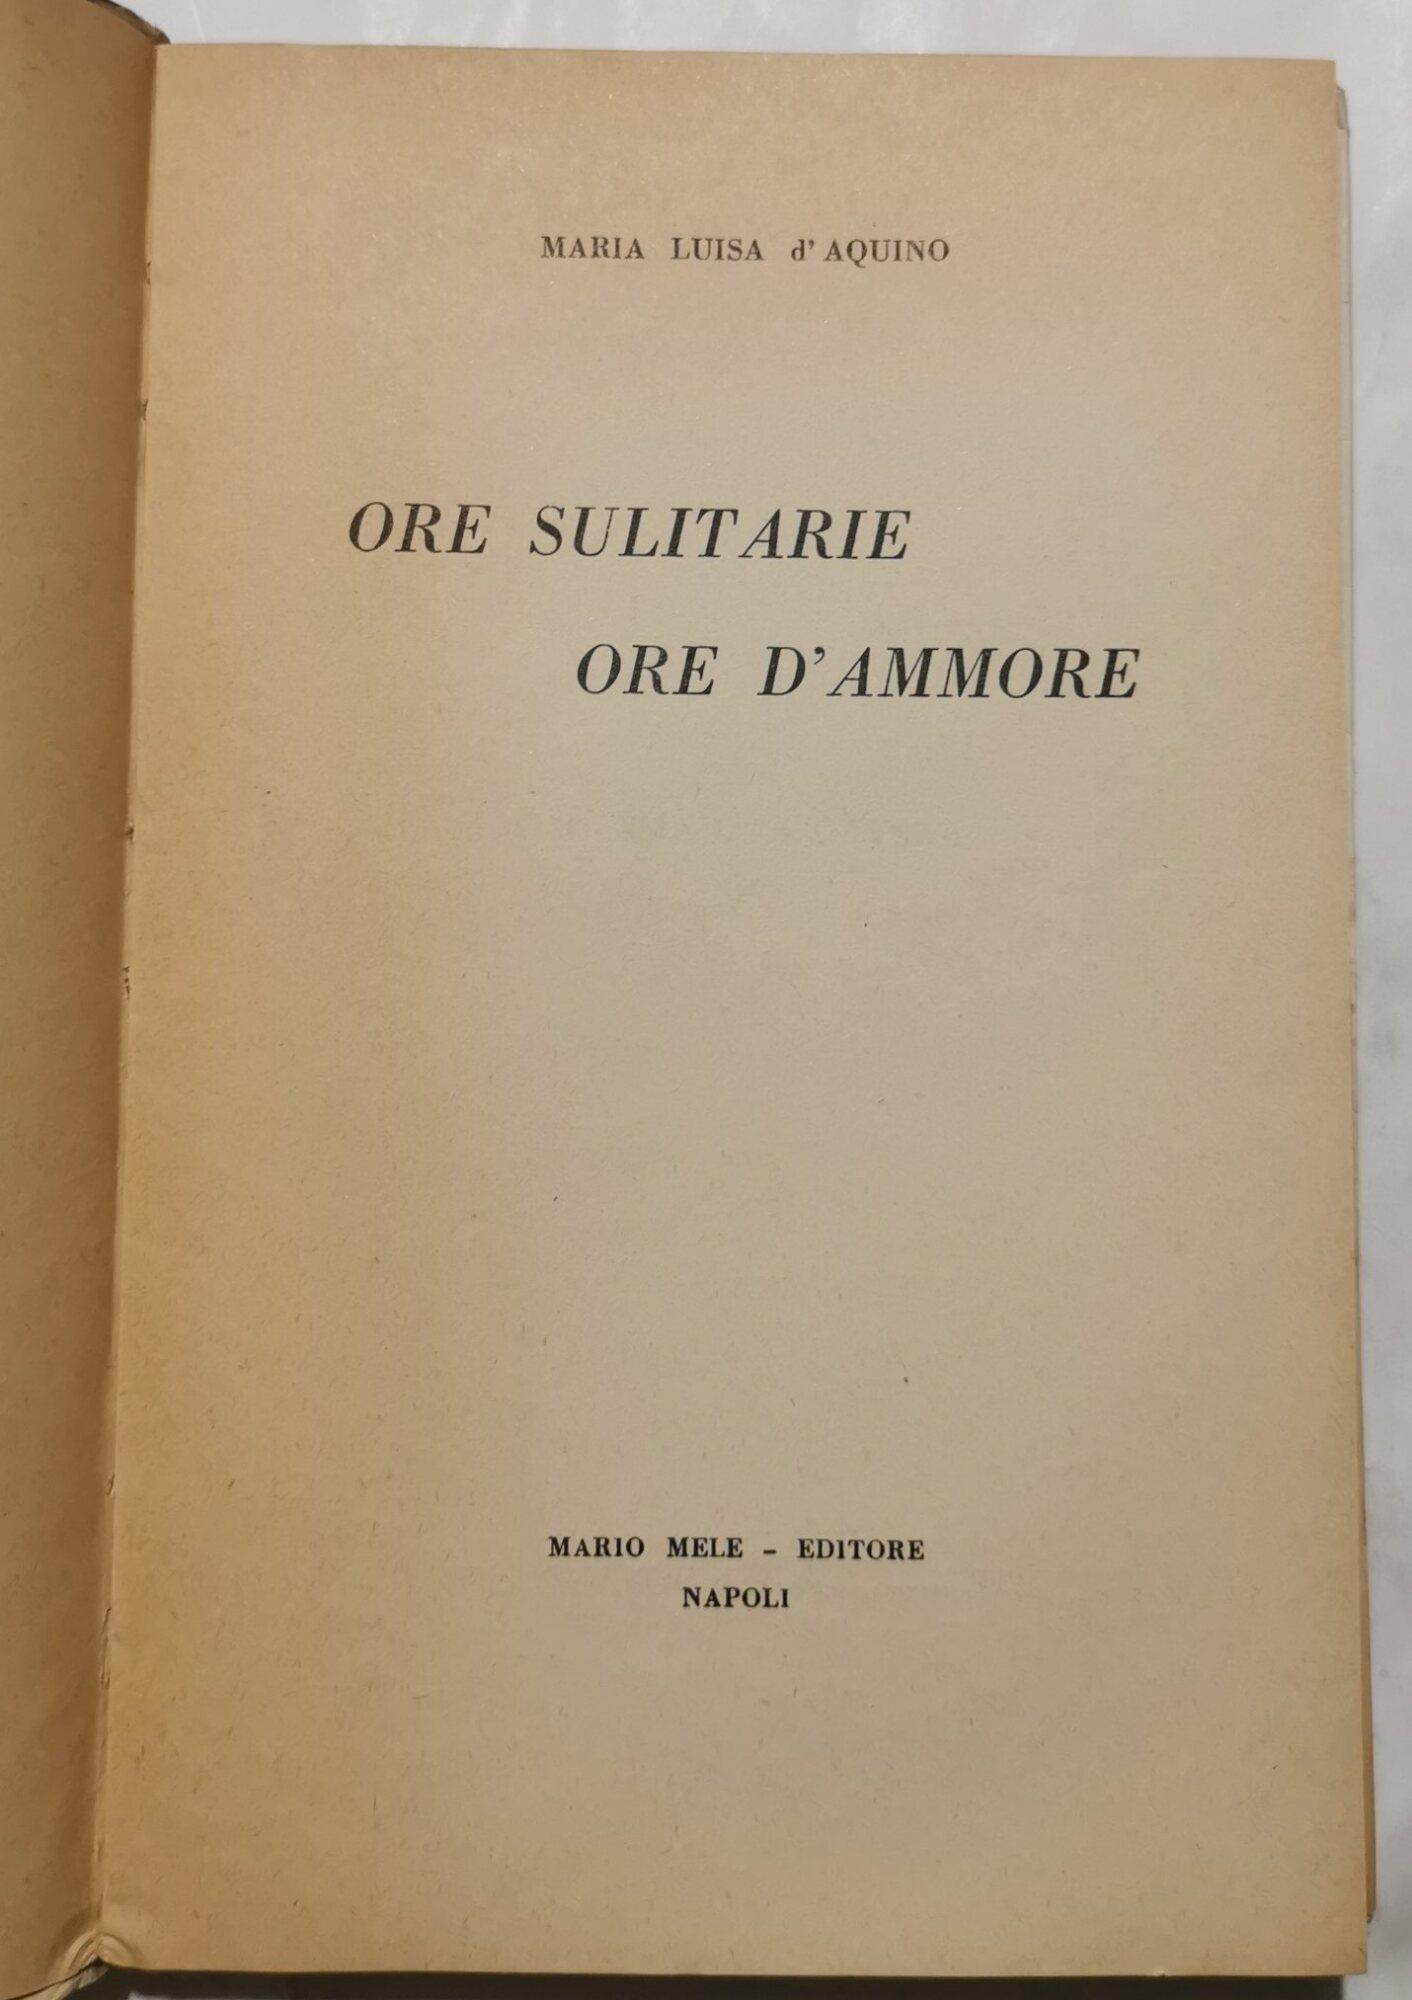 MARIA LUISA d' AQUINO
ORE SULITARIE
ORE D'AMMORE
MARIO MELE - EDITORE
NAPOLI